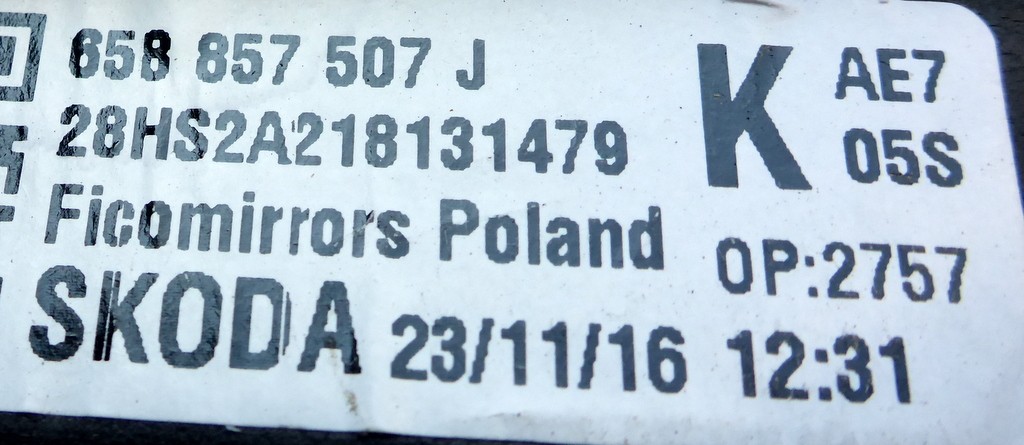 658 857 507 J
28HS2A218131479
Ficomirrors Poland
SKODA 23/11/16 12:31
K
AE7
05S
OP:2757